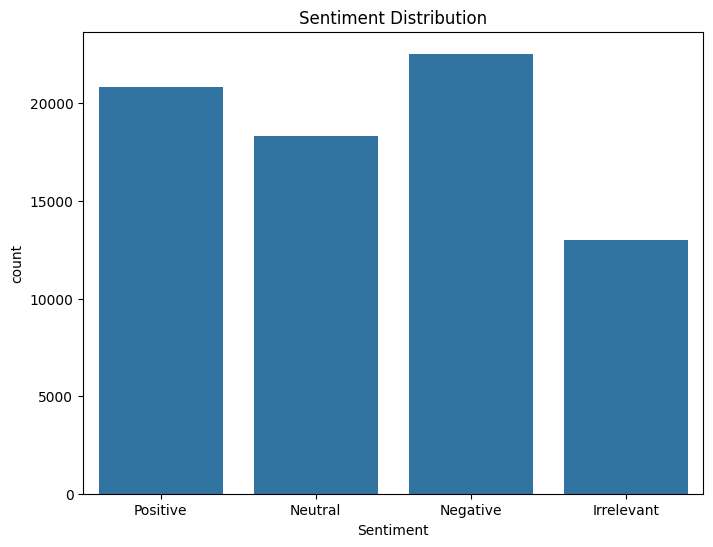 Sentiment Distribution
count
20000
15000
10000
5000
0
Positive Neutral Negative Irrelevant
Sentiment